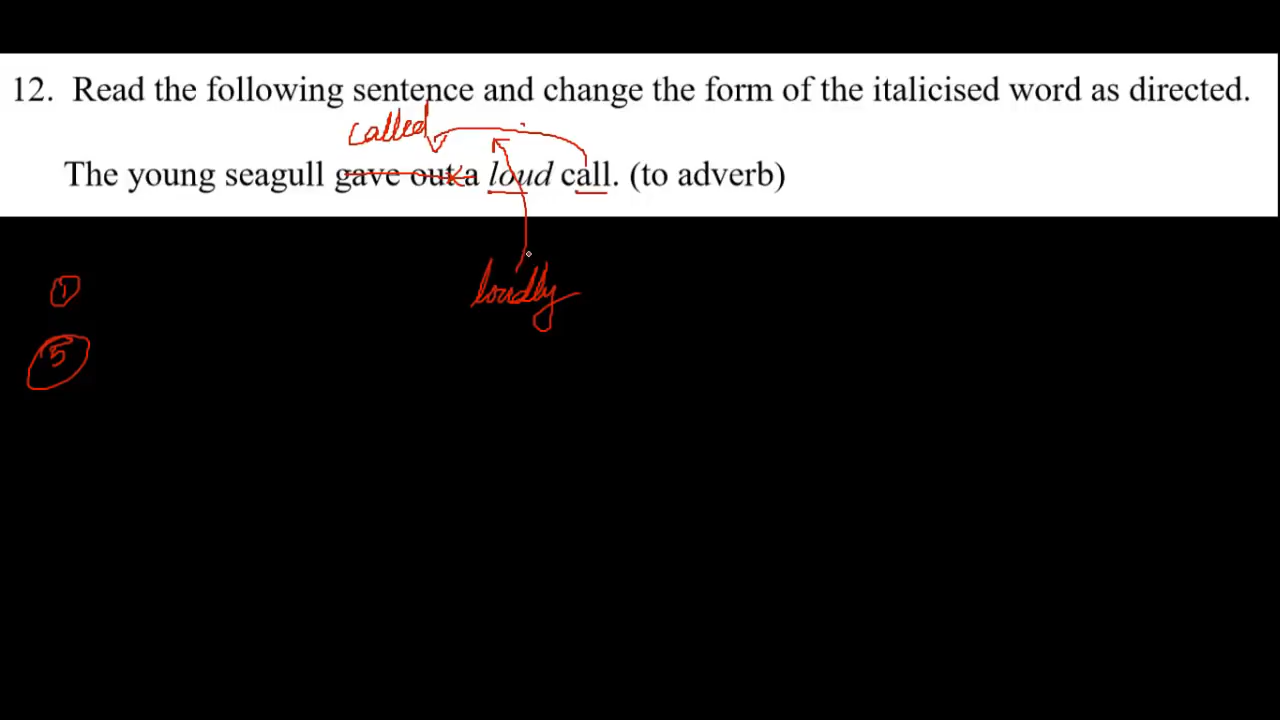 12. Read the following sentence and change the form of the italicised word as directed.
called
The young seagull gave out a loud call. (to adverb)
1
loudly
5